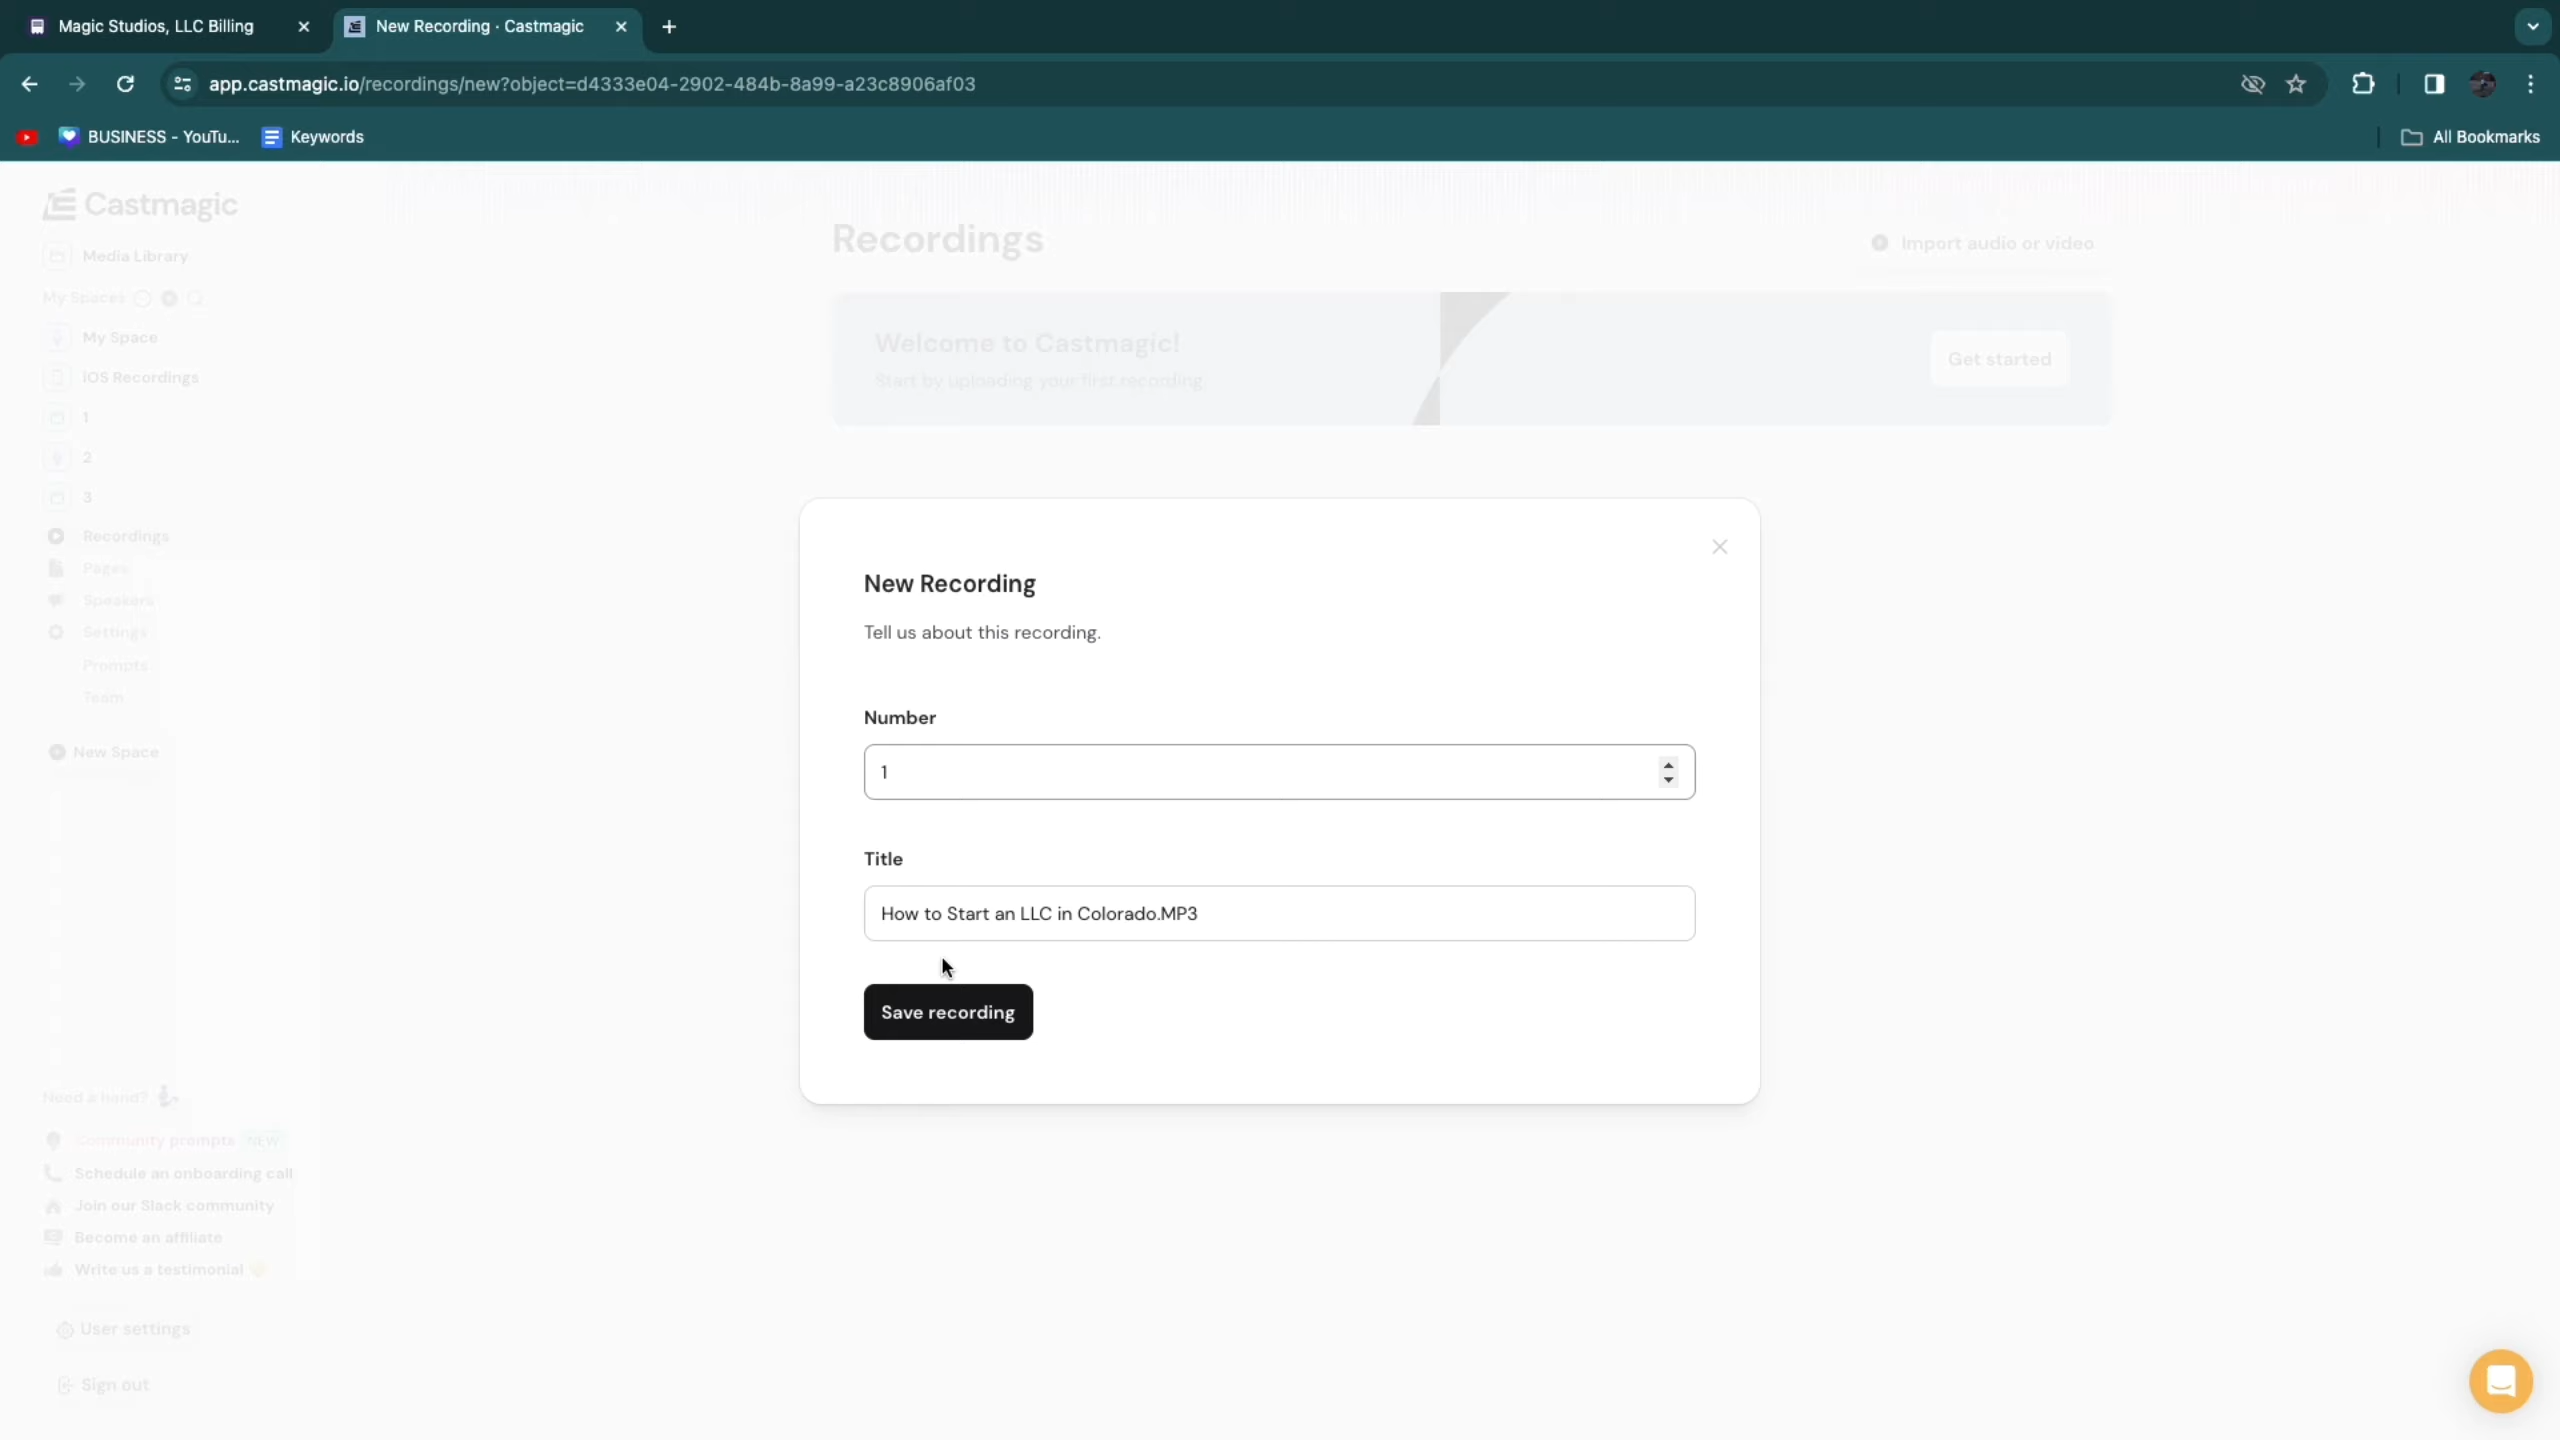 Magic Studios, LLC Billing
New Recording · Castmagic
app.castmagic.io/recordings/new?object=d4333e04-2902-484b-8a99-a23c8906af03
BUSINESS - YouTu...
Keywords
All Bookmarks
Castmagic
Media Library
My Spaces
My Space
iOS Recordings
1
2
3
Recordings
Pages
Speakers
Settings
Prompts
Team
New Space
Need a hand?
Community prompts NEW
Schedule an onboarding call
Join our Slack community
Become an affiliate
Write us a testimonial
User settings
Sign out
Recordings
Import audio or video
Welcome to Castmagic!
Start by uploading your first recording
Get started
New Recording
Tell us about this recording.
Number
1
Title
How to Start an LLC in Colorado.MP3
Save recording